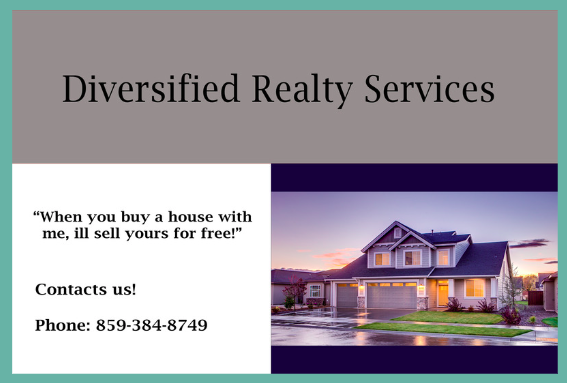 Diversified Realty Services
“When you buy a house with
me, ill sell yours for free!”
Contacts us!
Phone: 859-384-8749